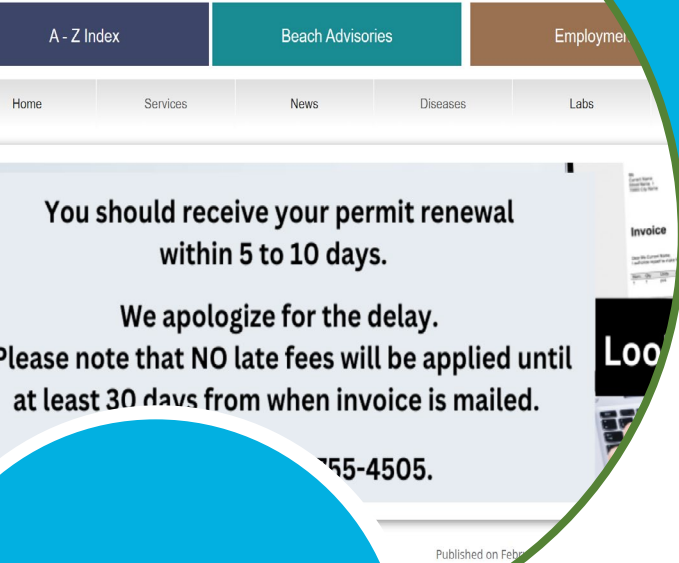 A - Z Index
Beach Advisories
Home
Services
News
Diseases
Labs
You should receive your permit renewal
within 5 to 10 days.
We apologize for the delay.
Please note that NO late fees will be applied until
at least 30 days from when invoice is mailed.
755-4505.
Invoice
Published on